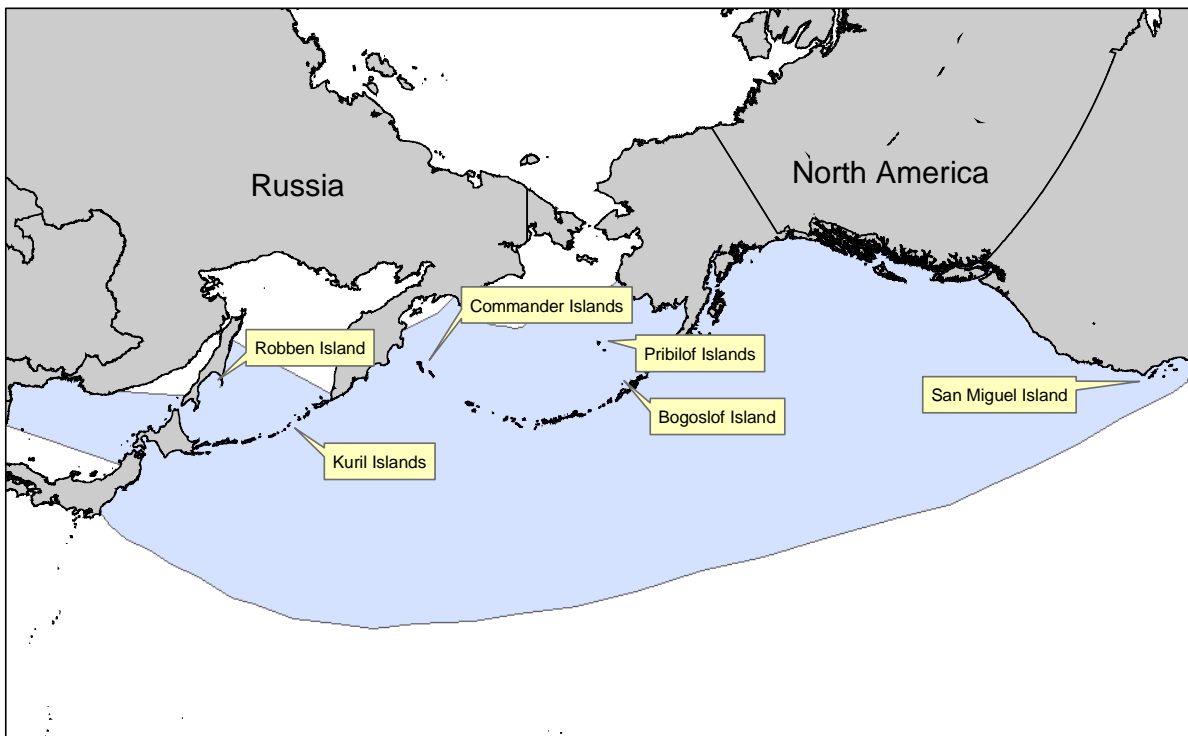 Russia
North America
Commander Islands
Robben Island
Pribilof Islands
San Miguel Island
Bogoslof Island
Kuril Islands